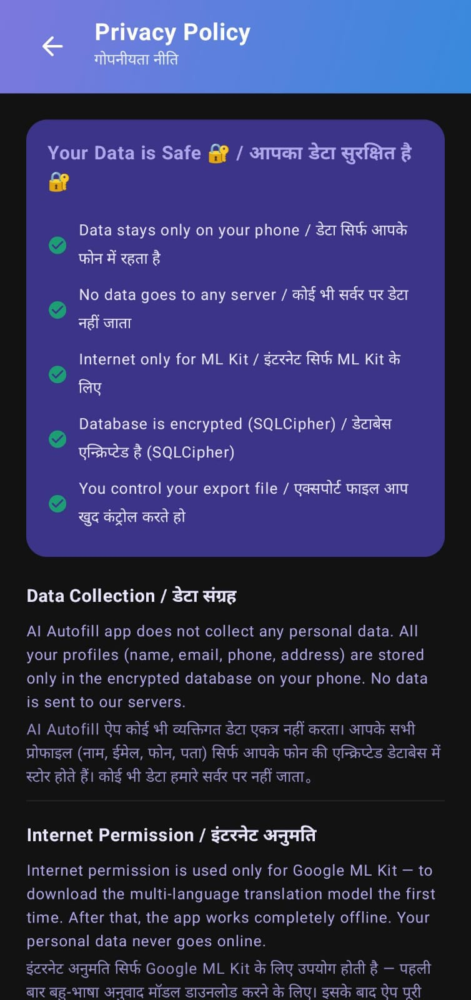 Privacy Policy
गोपनीयता नीति
Your Data is Safe 🔐 / आपका डेटा सुरक्षित है
🔐
Data stays only on your phone / डेटा सिर्फ आपके
फोन में रहता है
No data goes to any server / कोई भी सर्वर पर डेटा
नहीं जाता
Internet only for ML Kit / इंटरनेट सिर्फ ML Kit के
लिए
Database is encrypted (SQLCipher) / डेटाबेस
एन्क्रिप्टेड है (SQLCipher)
You control your export file / एक्सपोर्ट फाइल आप
खुद कंट्रोल करते हो
Data Collection / डेटा संग्रह
AI Autofill app does not collect any personal data. All
your profiles (name, email, phone, address) are stored
only in the encrypted database on your phone. No data
is sent to our servers.
AI Autofill ऐप कोई भी व्यक्तिगत डेटा एकत्र नहीं करता। आपके सभी
प्रोफाइल (नाम, ईमेल, फोन, पता) सिर्फ आपके फोन की एन्क्रिप्टेड डेटाबेस में
स्टोर होते हैं। कोई भी डेटा हमारे सर्वर पर नहीं जाता。
Internet Permission / इंटरनेट अनुमति
Internet permission is used only for Google ML Kit — to
download the multi-language translation model the first
time. After that, the app works completely offline. Your
personal data never goes online.
इंटरनेट अनुमति सिर्फ Google ML Kit के लिए उपयोग होती है — पहली
बार बहु-भाषा अनुवाद मॉडल डाउनलोड करने के लिए। इसके बाद ऐप पूरी